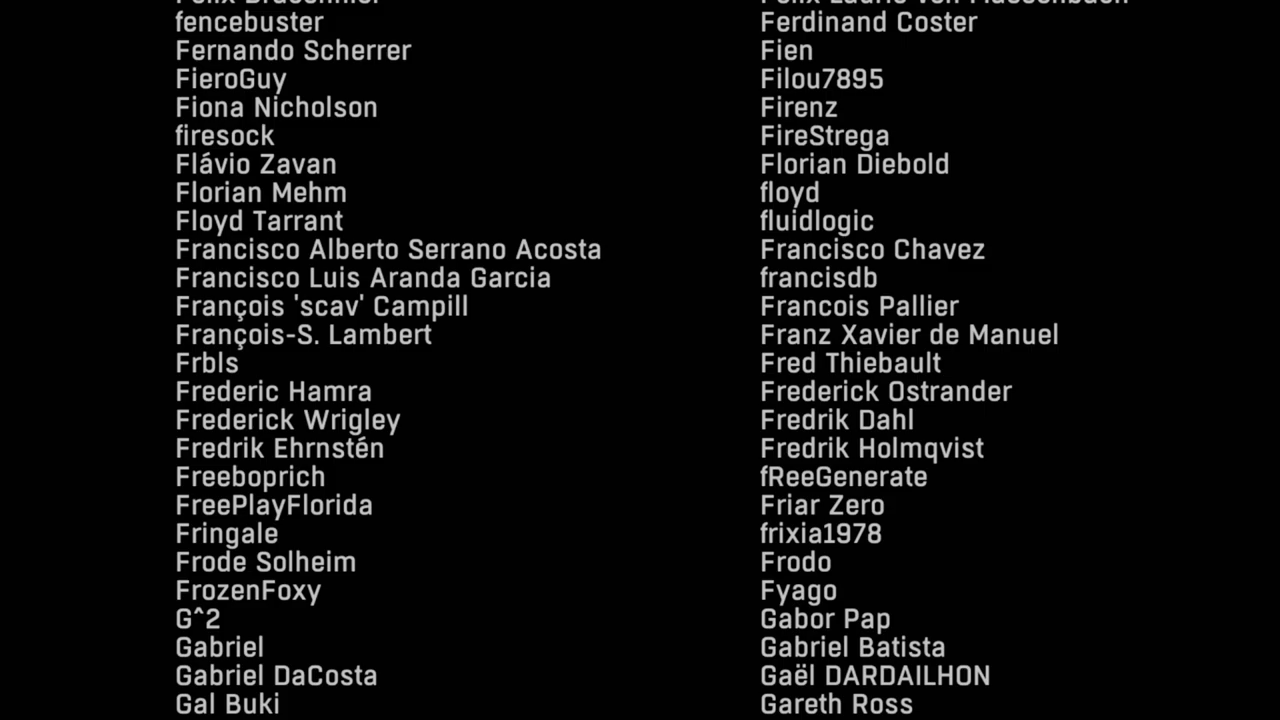 fencebuster
Ferdinand Coster
Fernando Scherrer
Fien
FieroGuy
Filou7895
Fiona Nicholson
Firenz
firesock
FireStrega
Flávio Zavan
Florian Diebold
Florian Mehm
floyd
Floyd Tarrant
fluidlogic
Francisco Alberto Serrano Acosta
Francisco Chavez
Francisco Luis Aranda Garcia
francisdb
François 'scav' Campill
Francois Pallier
François-S. Lambert
Franz Xavier de Manuel
Frbls
Fred Thiebault
Frederic Hamra
Frederick Ostrander
Frederick Wrigley
Fredrik Dahl
Fredrik Ehrnstén
Fredrik Holmqvist
Freeboprich
fReeGenerate
FreePlayFlorida
Friar Zero
Fringale
frixia1978
Frode Solheim
Frodo
FrozenFoxy
Fyago
G^2
Gabor Pap
Gabriel
Gabriel Batista
Gabriel DaCosta
Gaël DARDAILHON
Gal Buki
Gareth Ross